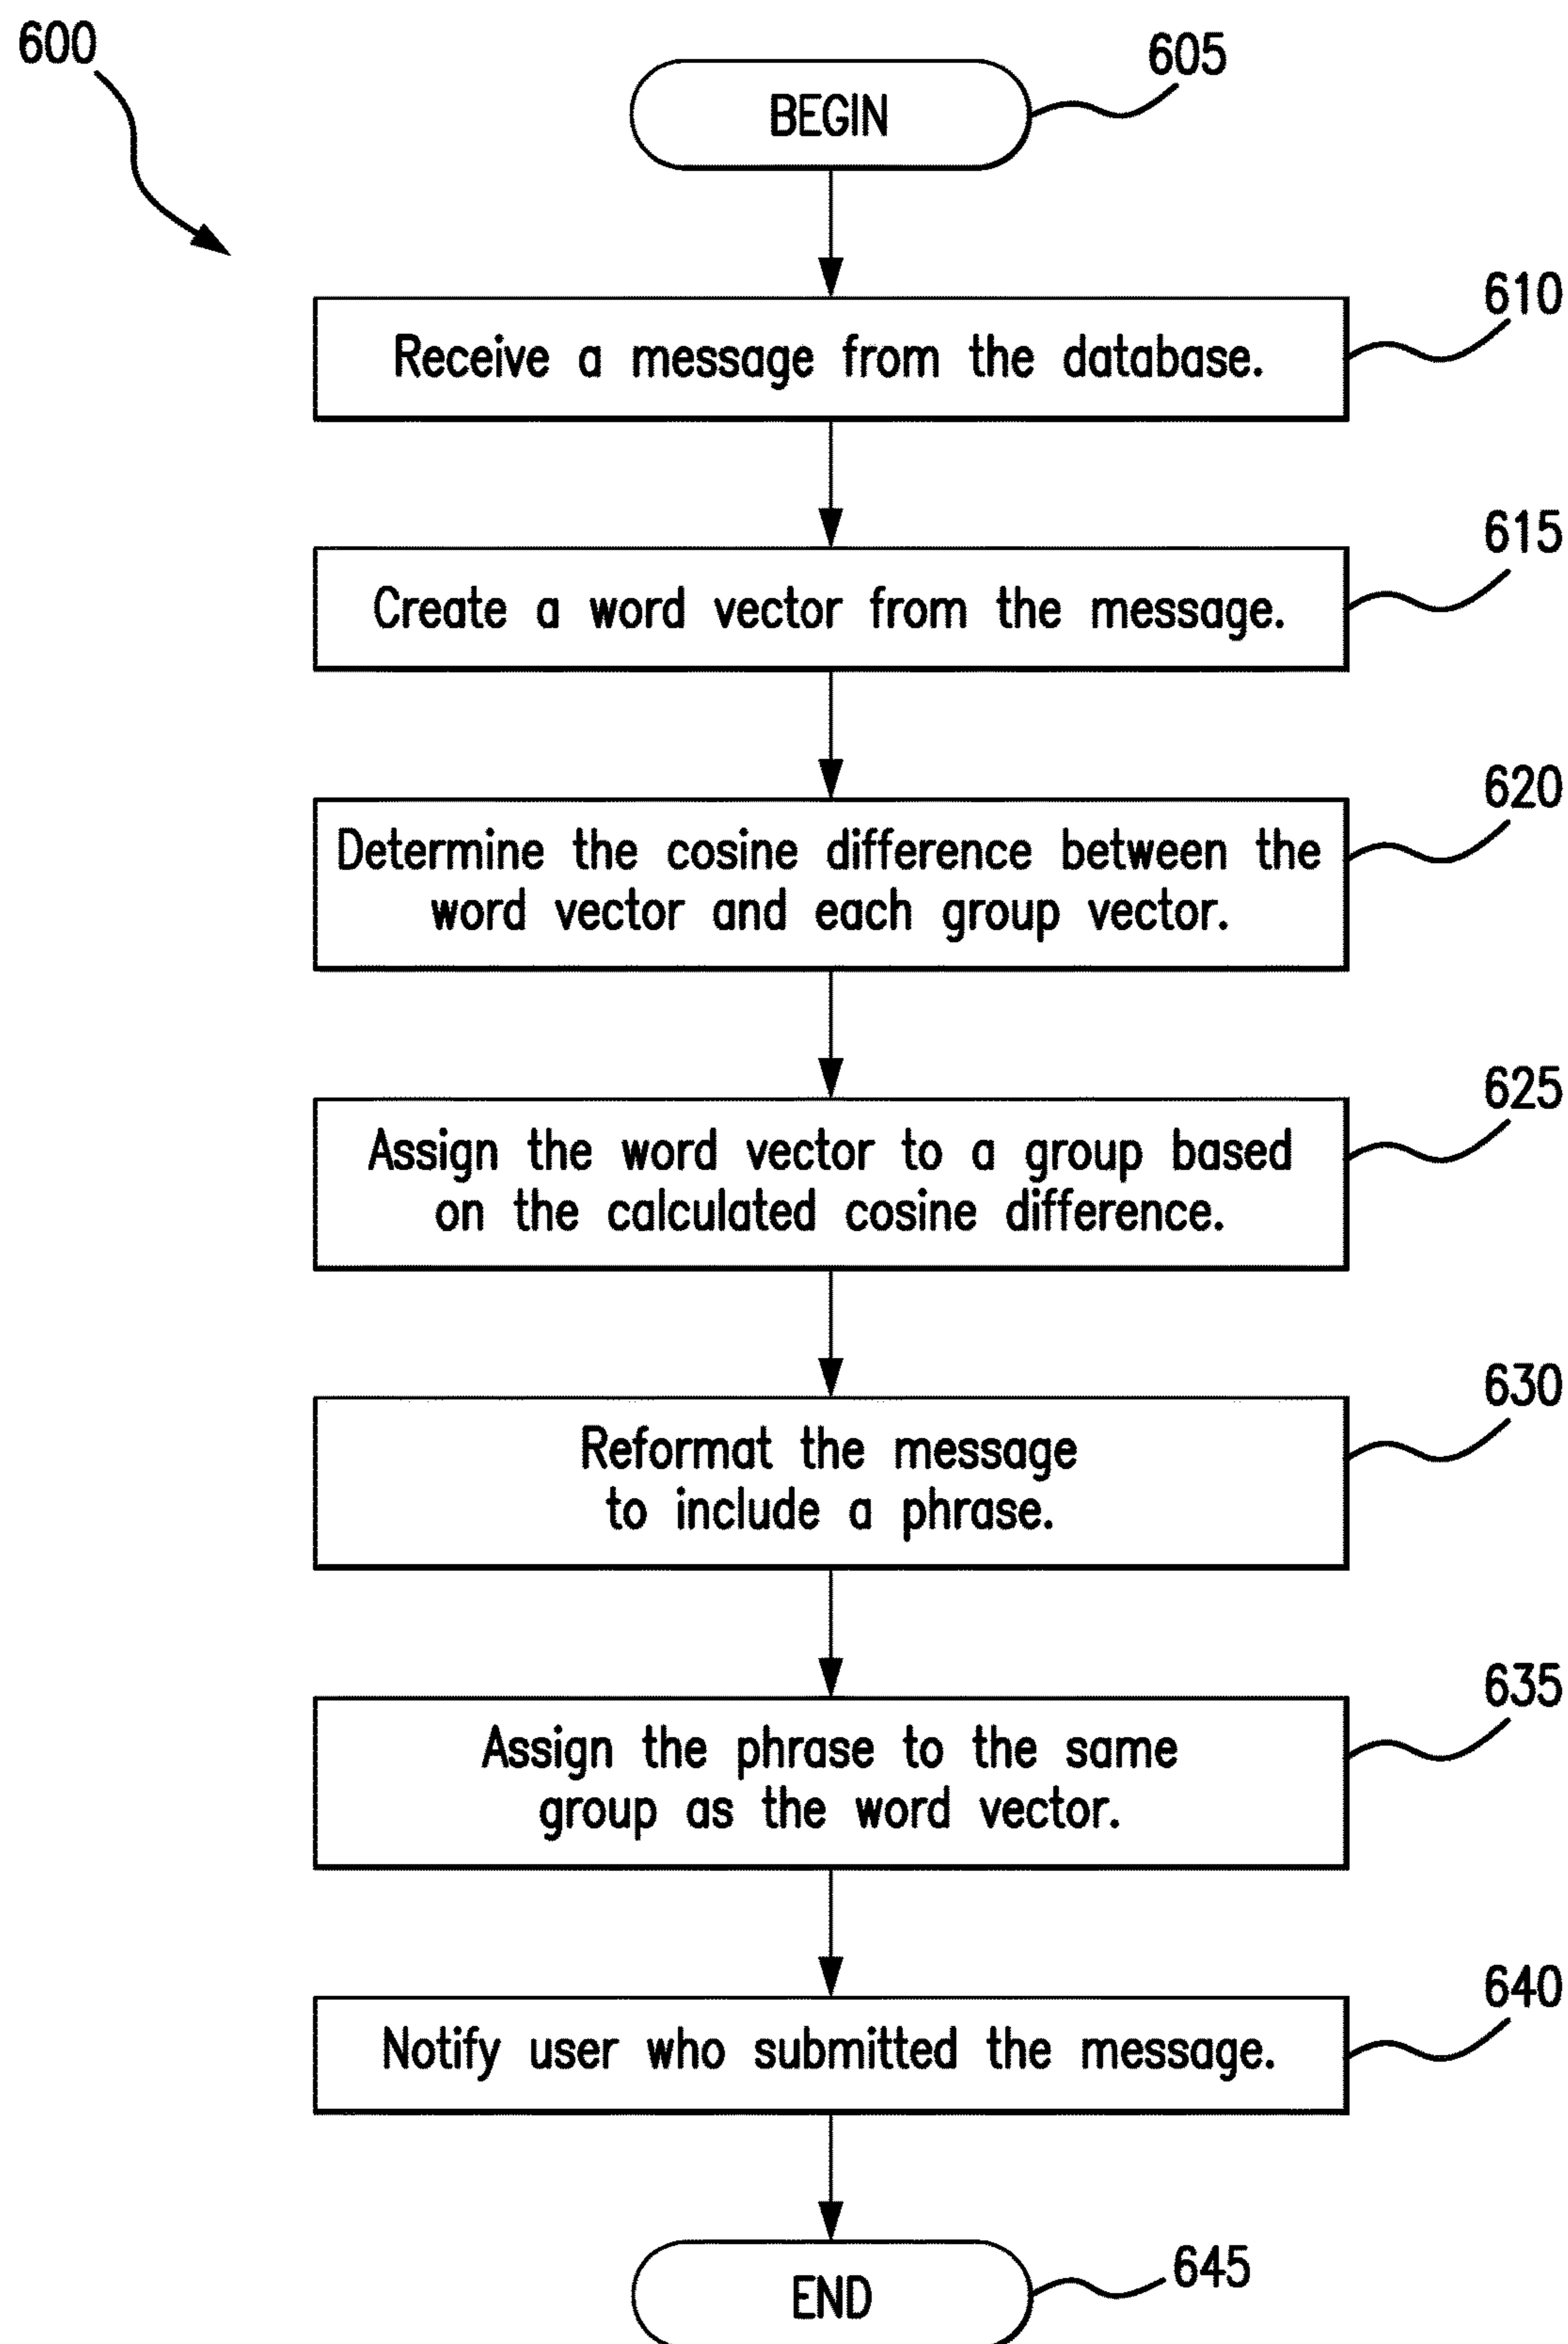 600
605
BEGIN
610
Receive a message from the database.
615
Create a word vector from the message.
620
Determine the cosine difference between the
word vector and each group vector.
625
Assign the word vector to a group based
on the calculated cosine difference.
630
Reformat the message
to include a phrase.
635
Assign the phrase to the same
group as the word vector.
640
Notify user who submitted the message.
645
END